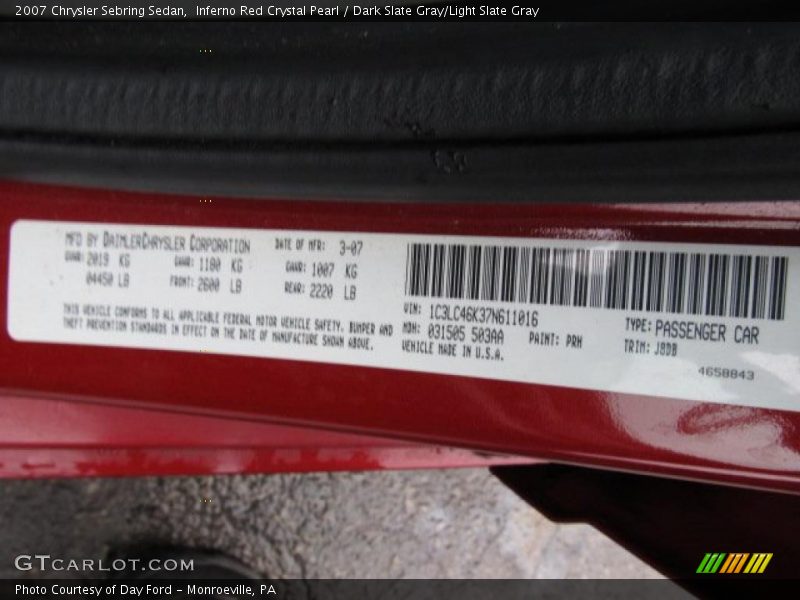 2007 Chrysler Sebring Sedan, Inferno Red Crystal Pearl / Dark Slate Gray/Light Slate Gray
MFD BY DAIMLERCHRYSLER CORPORATION DATE OF MFR: 3-07
GVWR: 2019 KG GAWR: 1180 KG GAWR: 1007 KG
04450 LB FRONT: 2600 LB REAR: 2220 LB
THIS VEHICLE CONFORMS TO ALL APPLICABLE FEDERAL MOTOR VEHICLE SAFETY, BUMPER AND
THEFT PREVENTION STANDARDS IN EFFECT ON THE DATE OF MANUFACTURE SHOWN ABOVE.
VIN: 1C3LC46K37N611016 TYPE: PASSENGER CAR
MDH: 031505 503AA PAINT: PRH TRIM: J8DB
VEHICLE MADE IN U.S.A.
4658843
GTCARLOT.COM
Photo Courtesy of Day Ford - Monroeville, PA